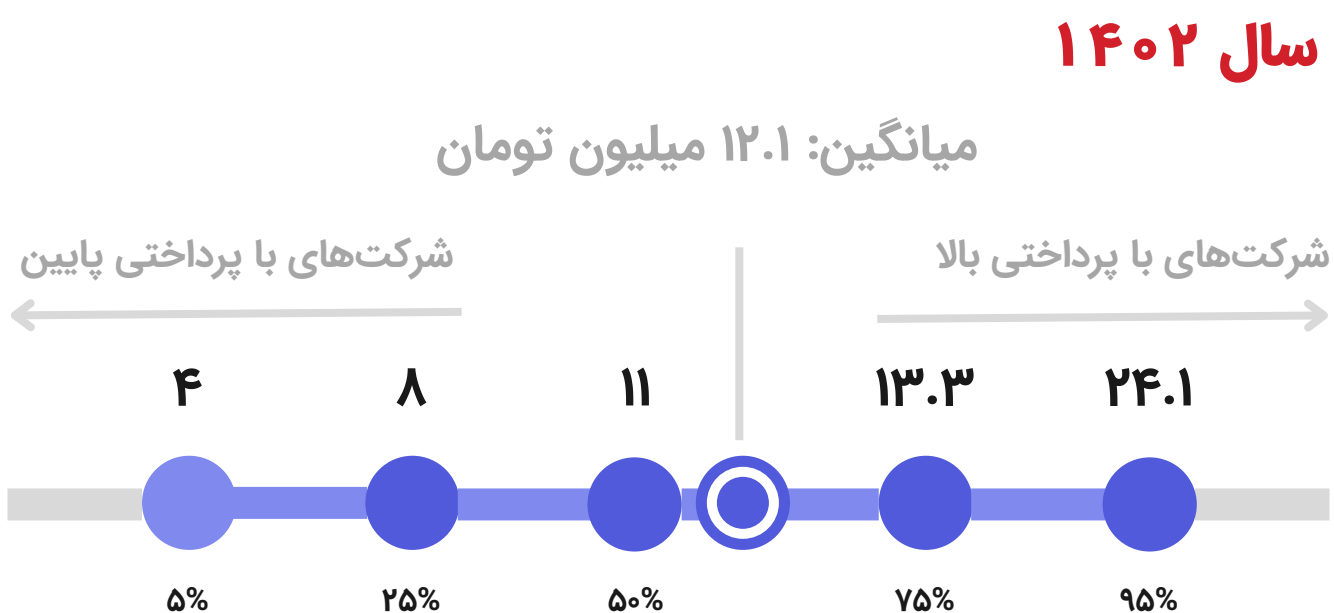 سال ۱۴۰۲
میانگین: ۱۲.۱ میلیون تومان
شرکت‌های با پرداختی بالا
شرکت‌های با پرداختی پایین
۴ ۸ ۱۱ ۱۳.۳ ۲۴.۱
۵% ۲۵% ۵۰% ۷۵% ۹۵%